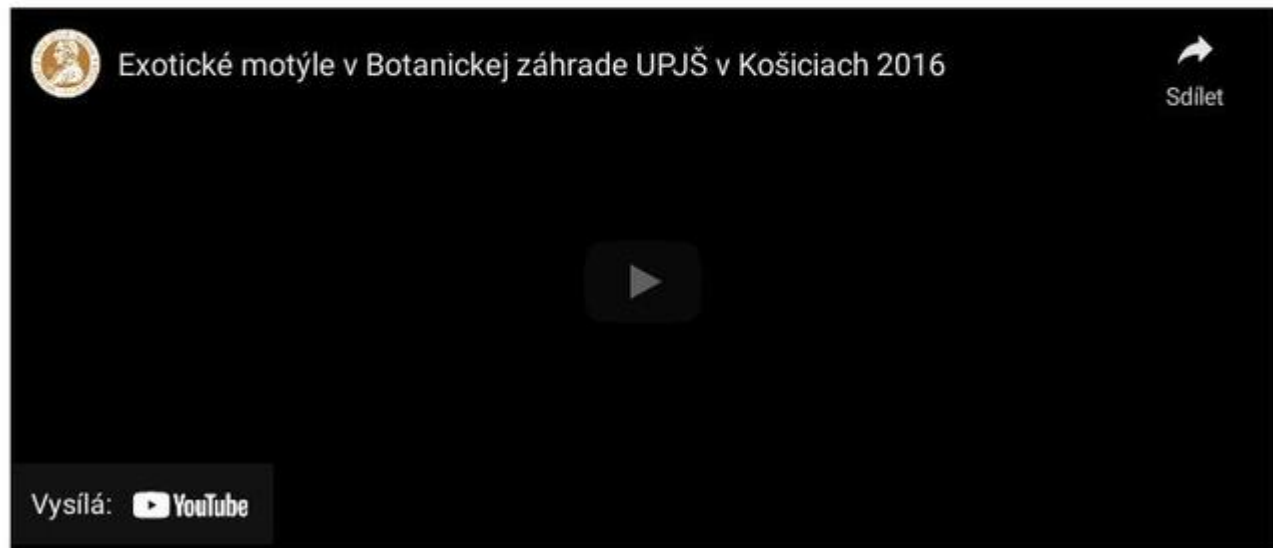 Exotické motýle v Botanickej záhrade UPJŠ v Košiciach 2016
Sdílet
Vysílá: YouTube